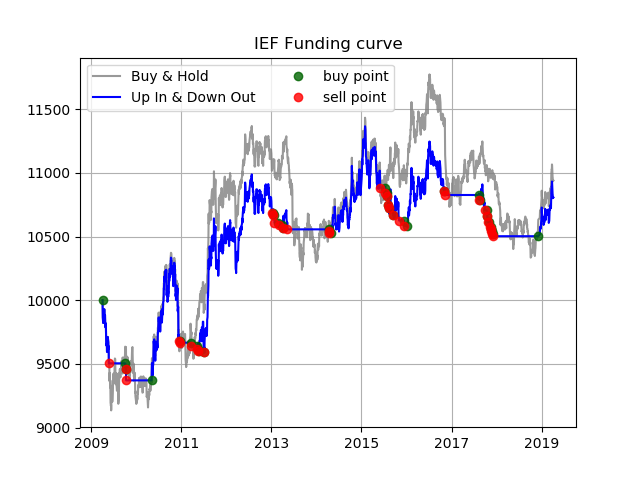 IEF Funding curve
Buy & Hold
Up In & Down Out
buy point
sell point
11500
11000
10500
10000
9500
9000
2009
2011
2013
2015
2017
2019